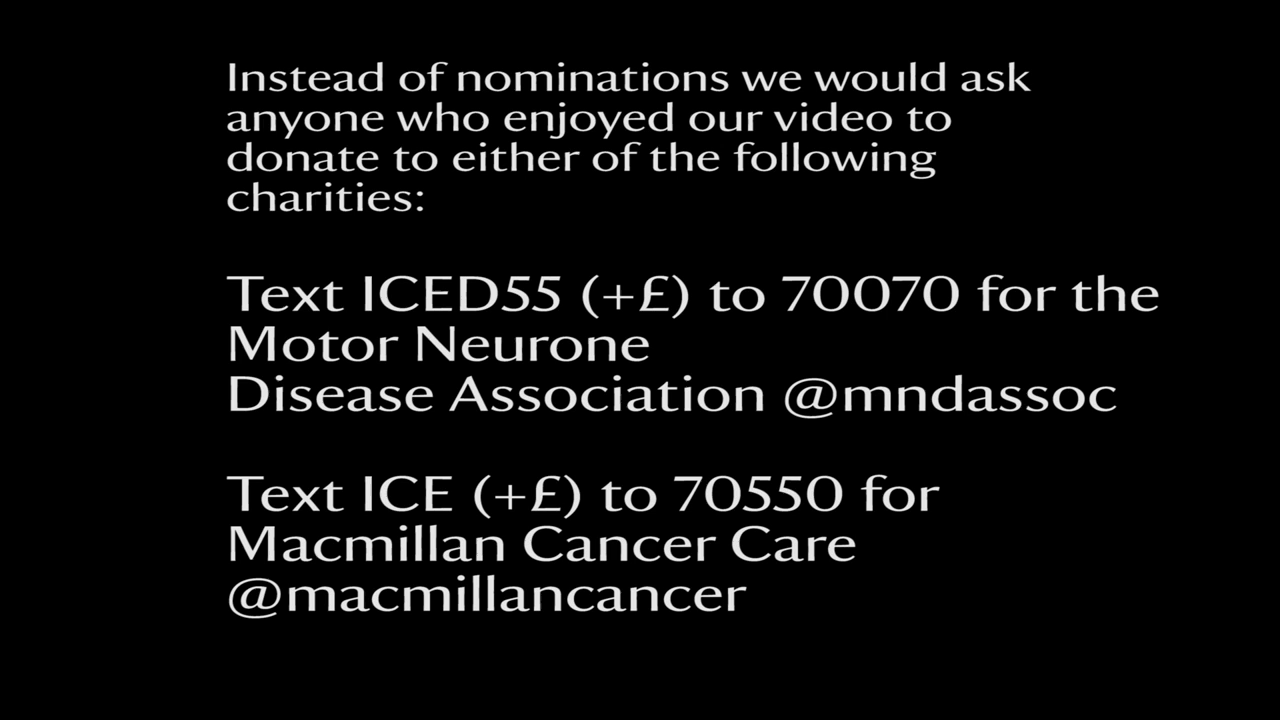 Instead of nominations we would ask
anyone who enjoyed our video to
donate to either of the following
charities:
Text ICED55 (+£) to 70070 for the
Motor Neurone
Disease Association @mndassoc
Text ICE (+£) to 70550 for
Macmillan Cancer Care
@macmillancancer